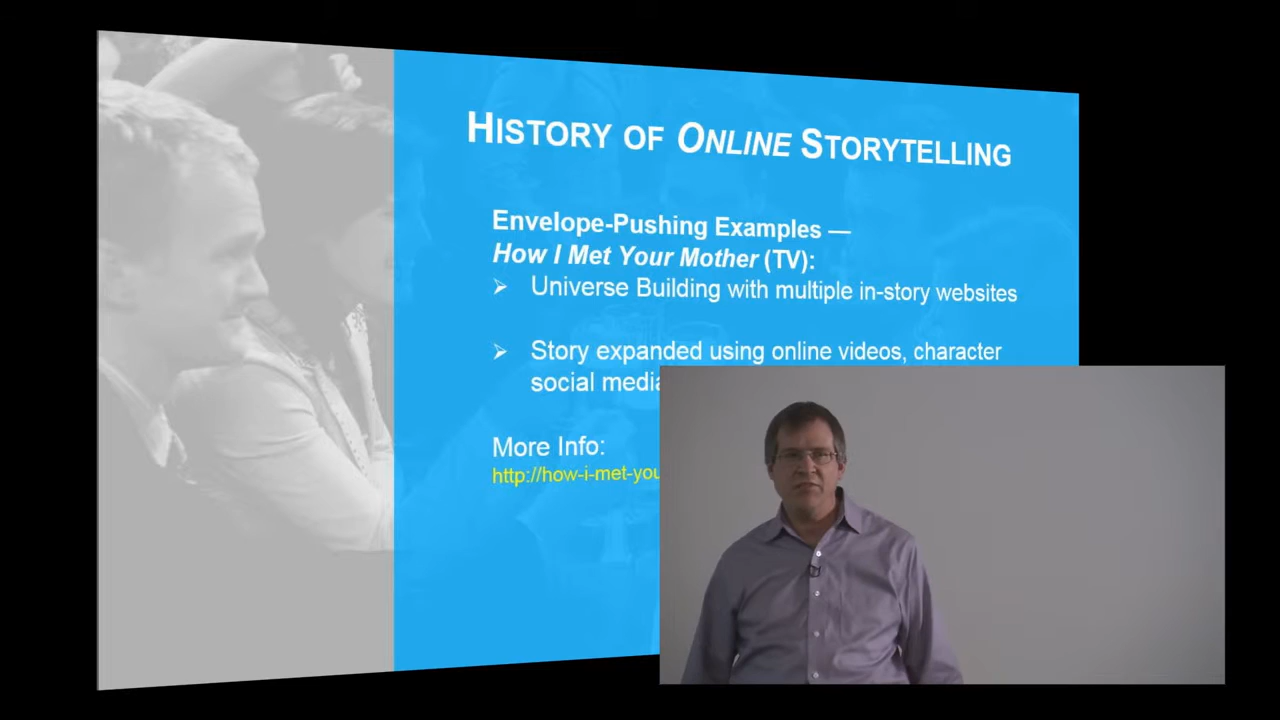 HISTORY OF ONLINE STORYTELLING
Envelope-Pushing Examples —
How I Met Your Mother (TV):
➢ Universe Building with multiple in-story websites
➢ Story expanded using online videos, character
social media
More Info:
http://how-i-met-you